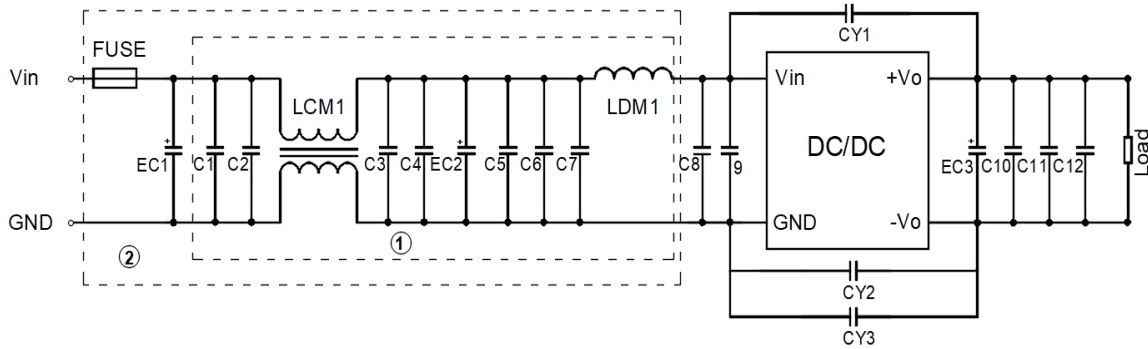 FUSE
CY1
Vin
LCM1
LDM1
Vin
+Vo
EC1
C1
C2
C3
C4
EC2
C5
C6
C7
C8
9
DC/DC
EC3
C10
C11
C12
Load
GND
②
①
GND
-Vo
CY2
CY3